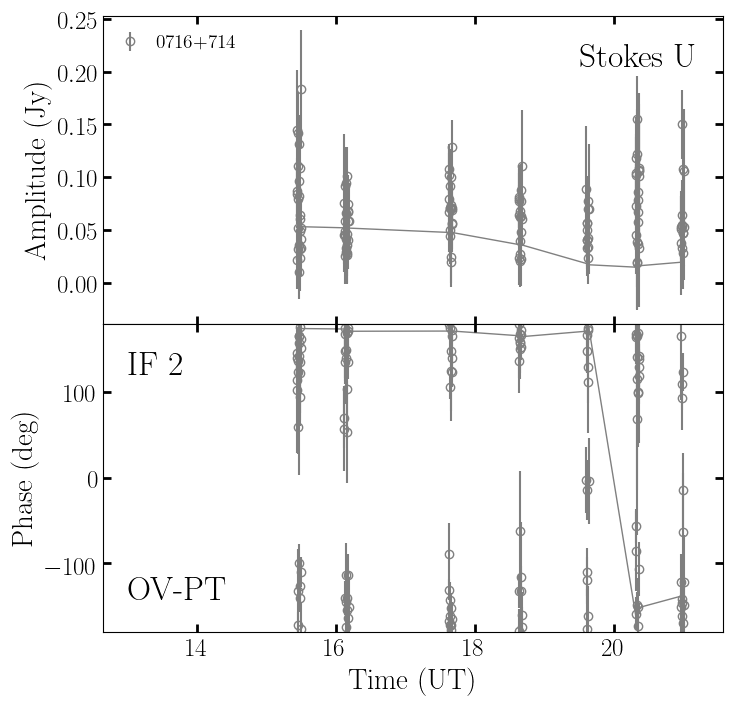 0.25
0716+714
Stokes U
0.20
0.15
0.10
0.05
0.00
Amplitude (Jy)
IF 2
100
0
−100
Phase (deg)
OV-PT
14
16
18
20
Time (UT)